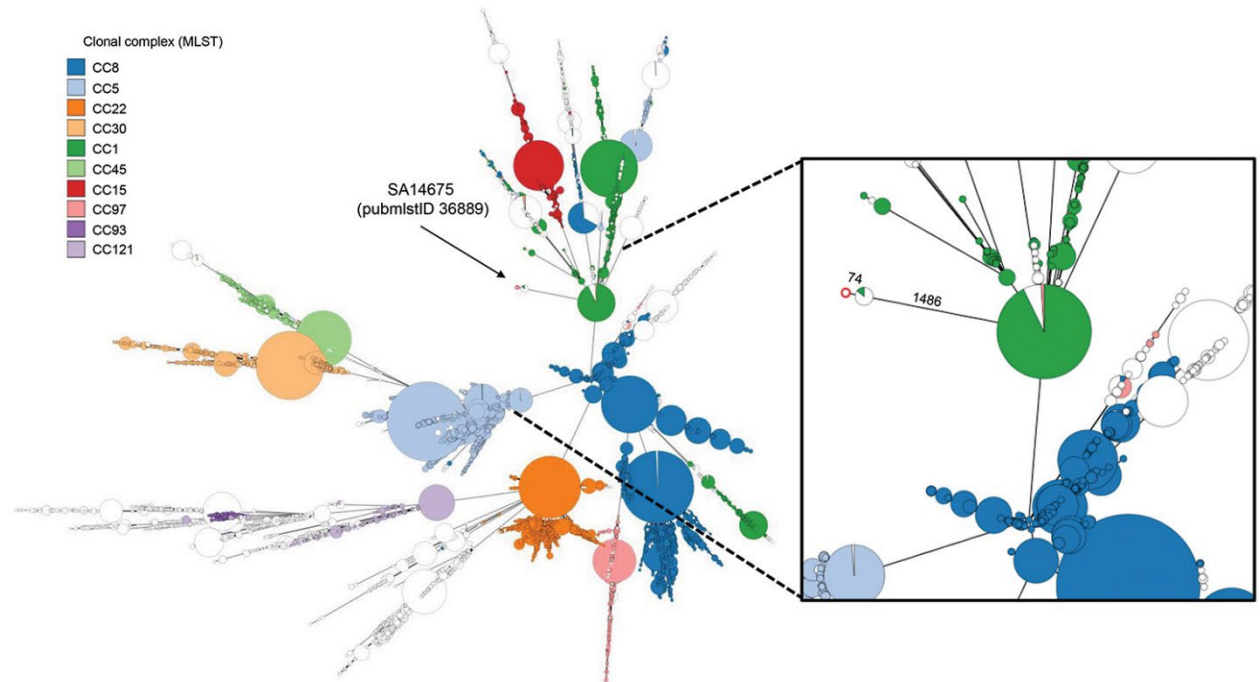 Clonal complex (MLST)
CC8
CC5
CC22
CC30
CC1
CC45
CC15
CC97
CC93
CC121
SA14675
(pubmlstID 36889)
74
1486